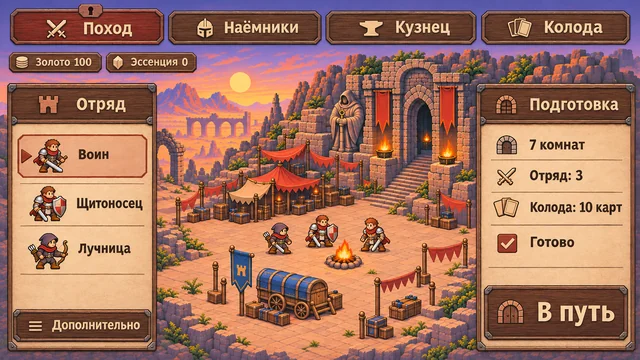 Поход
Наёмники
Кузнец
Колода
Золото 100
Эссенция 0
Отряд
Воин
Щитоносец
Лучница
Дополнительно
Подготовка
7 комнат
Отряд: 3
Колода: 10 карт
Готово
В путь